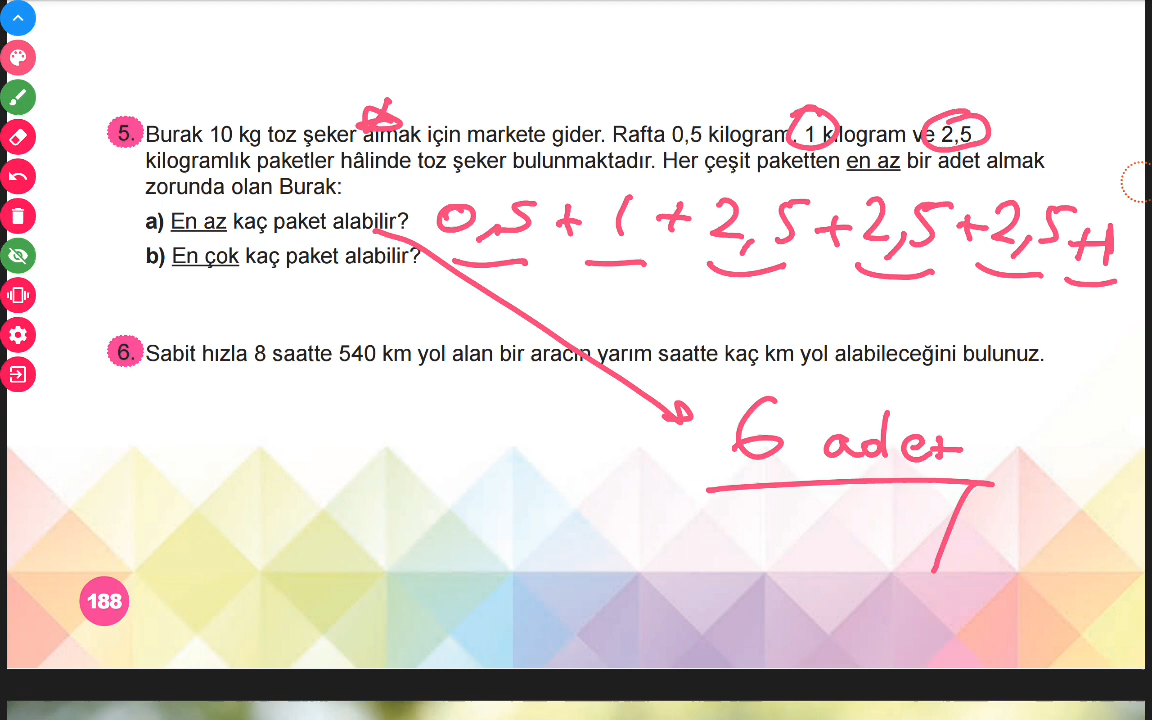 5. Burak 10 kg toz şeker almak için markete gider. Rafta 0,5 kilogram, 1 kilogram ve 2,5
kilogramlık paketler hâlinde toz şeker bulunmaktadır. Her çeşit paketten en az bir adet almak
zorunda olan Burak:
a) En az kaç paket alabilir?
0,5 + 1 + 2,5 + 2,5 + 2,5 + 1
b) En çok kaç paket alabilir?
6. Sabit hızla 8 saatte 540 km yol alan bir aracın yarım saatte kaç km yol alabileceğini bulunuz.
6 adet
188